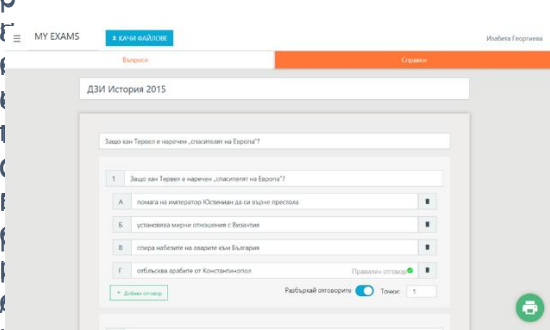 MY EXAMS
КАЧИ ФАЙЛОВЕ
Изабела Георгиева
Въпроси
Справки
ДЗИ История 2015
Защо хан Тервел е наречен „спасителят на Европа"?
1 Защо хан Тервел е наречен „спасителят на Европа"?
А помага на император Юстиниан да си върне престола
Б установява мирни отношения с Византия
В спира набезите на аварите към България
Г отблъсква арабите от Константинопол Правилен отговор
+ Добави отговор Разбъркай отговорите Точки: 1